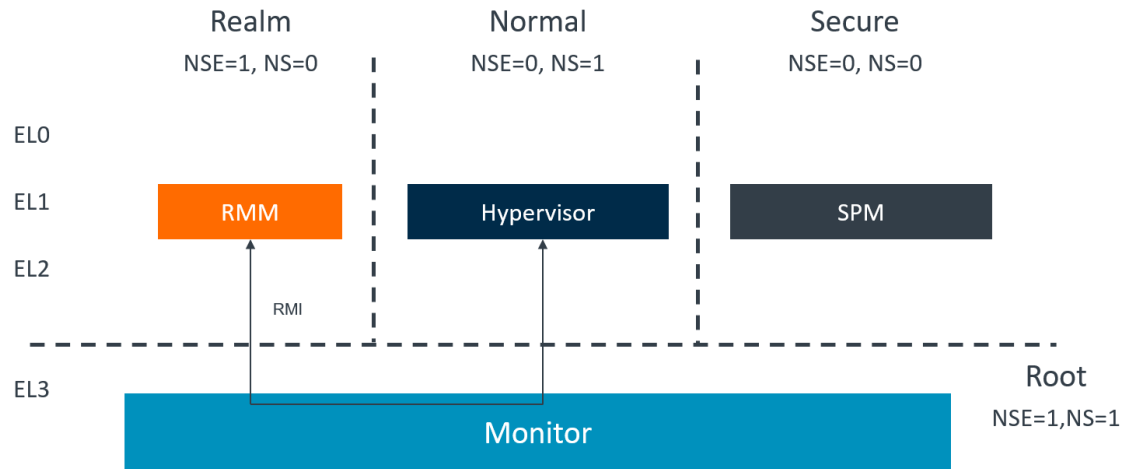 Realm
Normal
Secure
NSE=1, NS=0
NSE=0, NS=1
NSE=0, NS=0
EL0
EL1
RMM
Hypervisor
SPM
EL2
RMI
EL3
Root
NSE=1,NS=1
Monitor